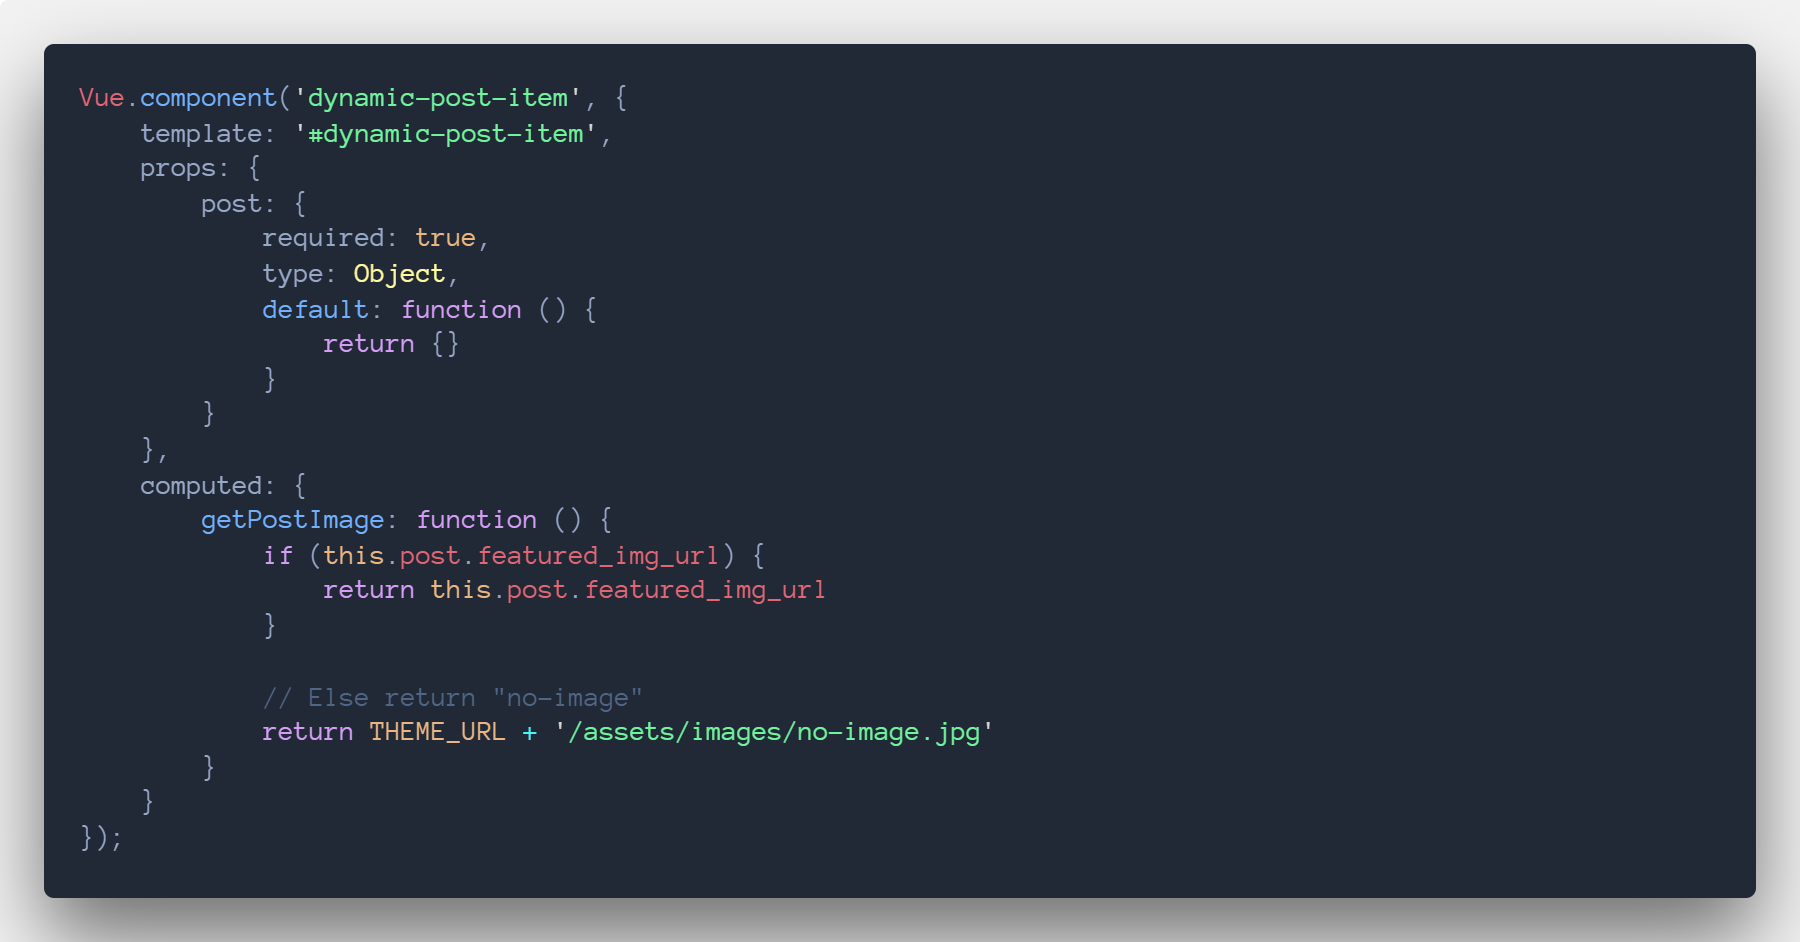 Vue.component('dynamic-post-item', {
    template: '#dynamic-post-item',
    props: {
        post: {
            required: true,
            type: Object,
            default: function () {
                return {}
            }
        }
    },
    computed: {
        getPostImage: function () {
            if (this.post.featured_img_url) {
                return this.post.featured_img_url
            }

            // Else return "no-image"
            return THEME_URL + '/assets/images/no-image.jpg'
        }
    }
});